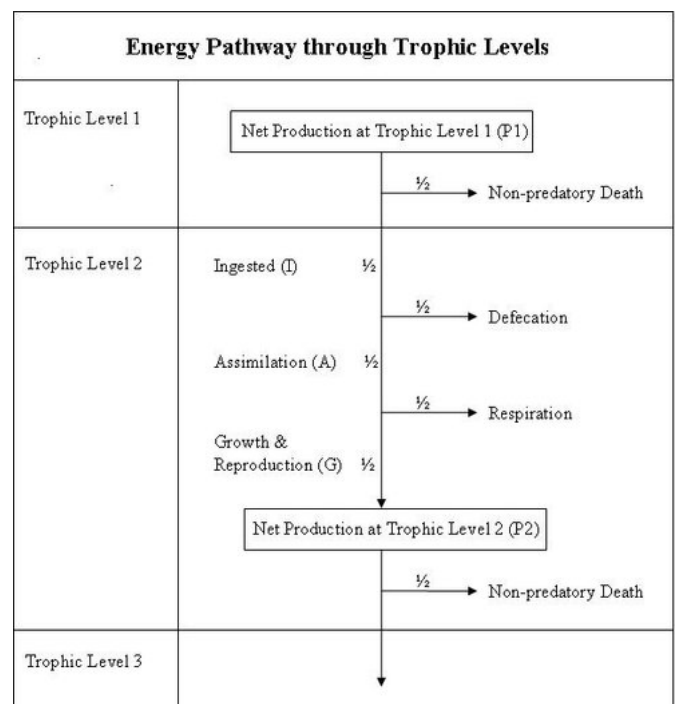 Energy Pathway through Trophic Levels
Trophic Level 1
Net Production at Trophic Level 1 (P1)
½
Non-predatory Death
Trophic Level 2
Ingested (I) ½
½
Defecation
Assimilation (A) ½
½
Respiration
Growth &
Reproduction (G) ½
Net Production at Trophic Level 2 (P2)
½
Non-predatory Death
Trophic Level 3